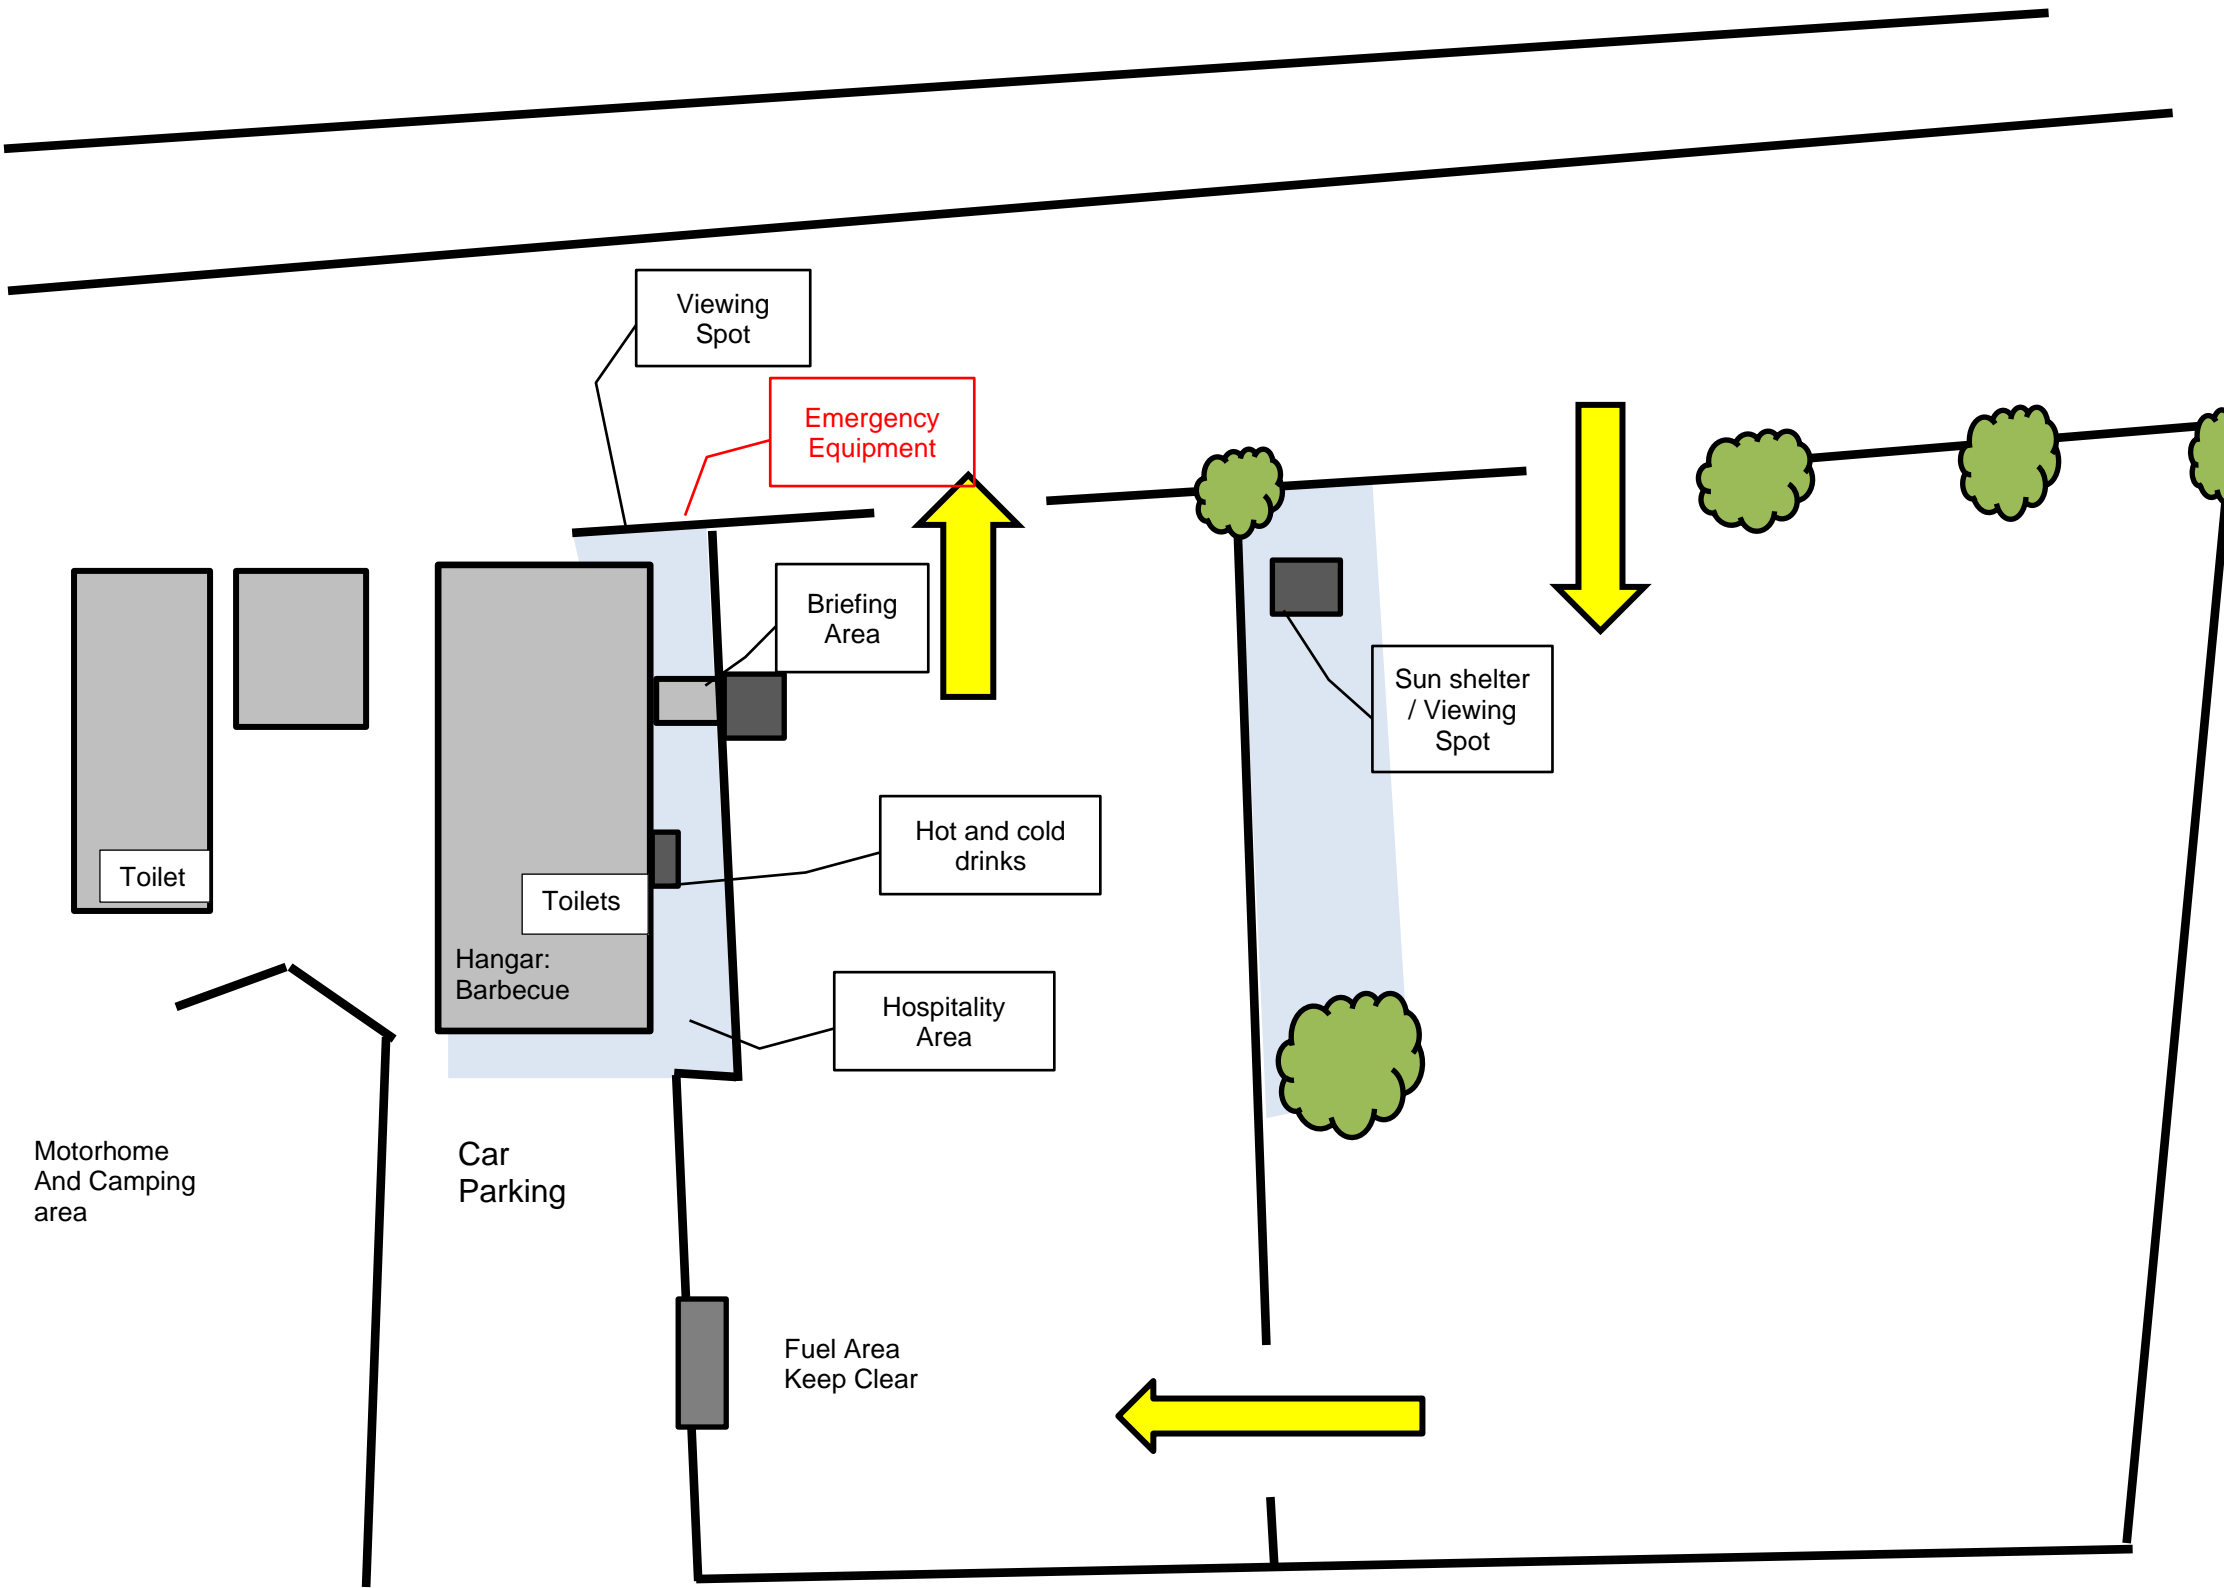 Viewing
Spot
Emergency
Equipment
Briefing
Area
Sun shelter
/ Viewing
Spot
Hot and cold
drinks
Toilet
Toilets
Hangar:
Barbecue
Hospitality
Area
Motorhome
And Camping
area
Car
Parking
Fuel Area
Keep Clear